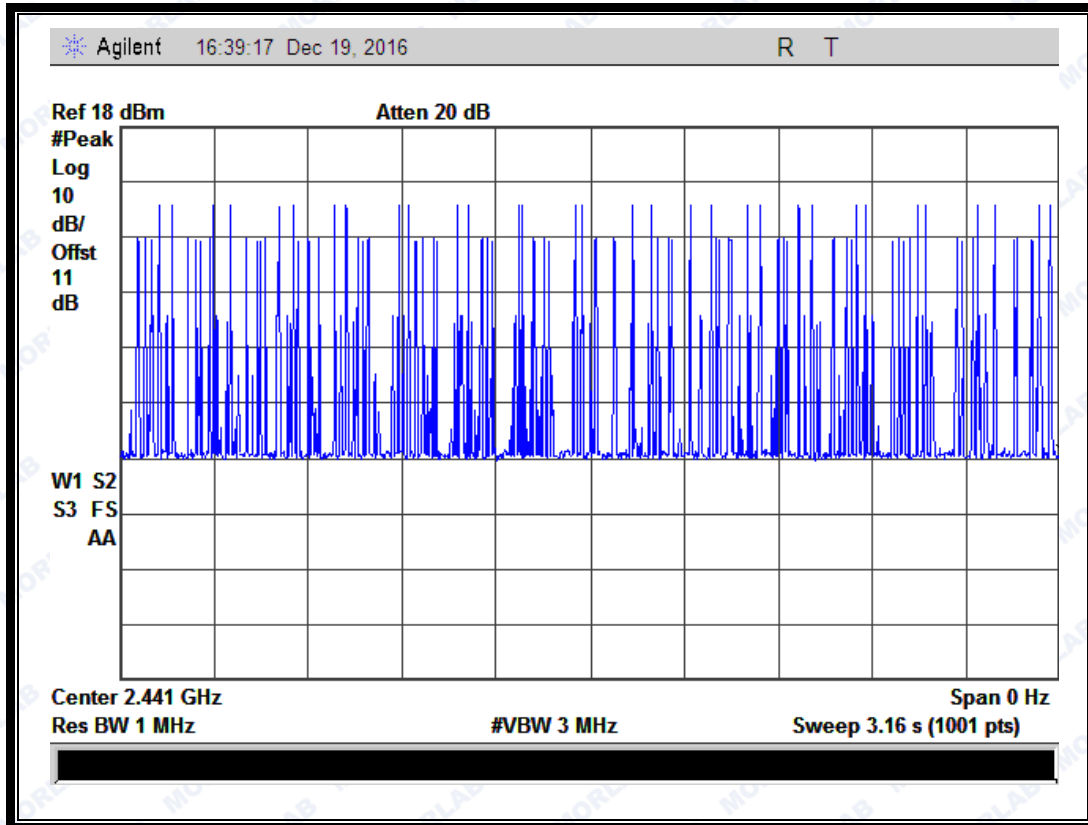 Agilent 16:39:17 Dec 19, 2016 R T
Ref 18 dBm Atten 20 dB
#Peak
Log
10
dB/
Offst
11
dB
W1 S2
S3 FS
AA
Center 2.441 GHz Span 0 Hz
Res BW 1 MHz #VBW 3 MHz Sweep 3.16 s (1001 pts)